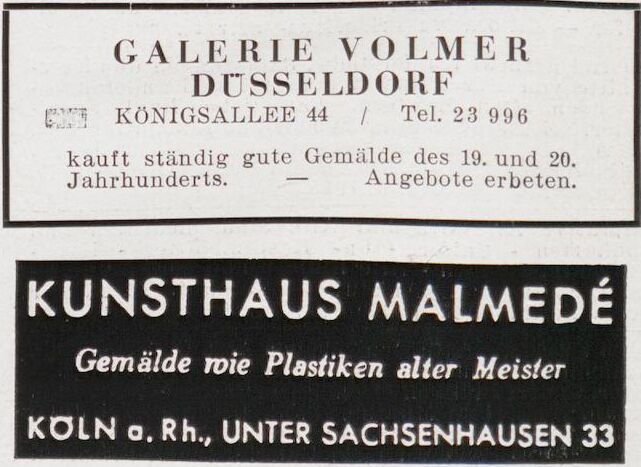 GALERIE VOLMER
DÜSSELDORF
KÖNIGSALLEE 44 / Tel. 23 996
kauft ständig gute Gemälde des 19. und 20.
Jahrhunderts. — Angebote erbeten.
KUNSTHAUS MALMEDÉ
Gemälde wie Plastiken alter Meister
KÖLN a. Rh., UNTER SACHSENHAUSEN 33